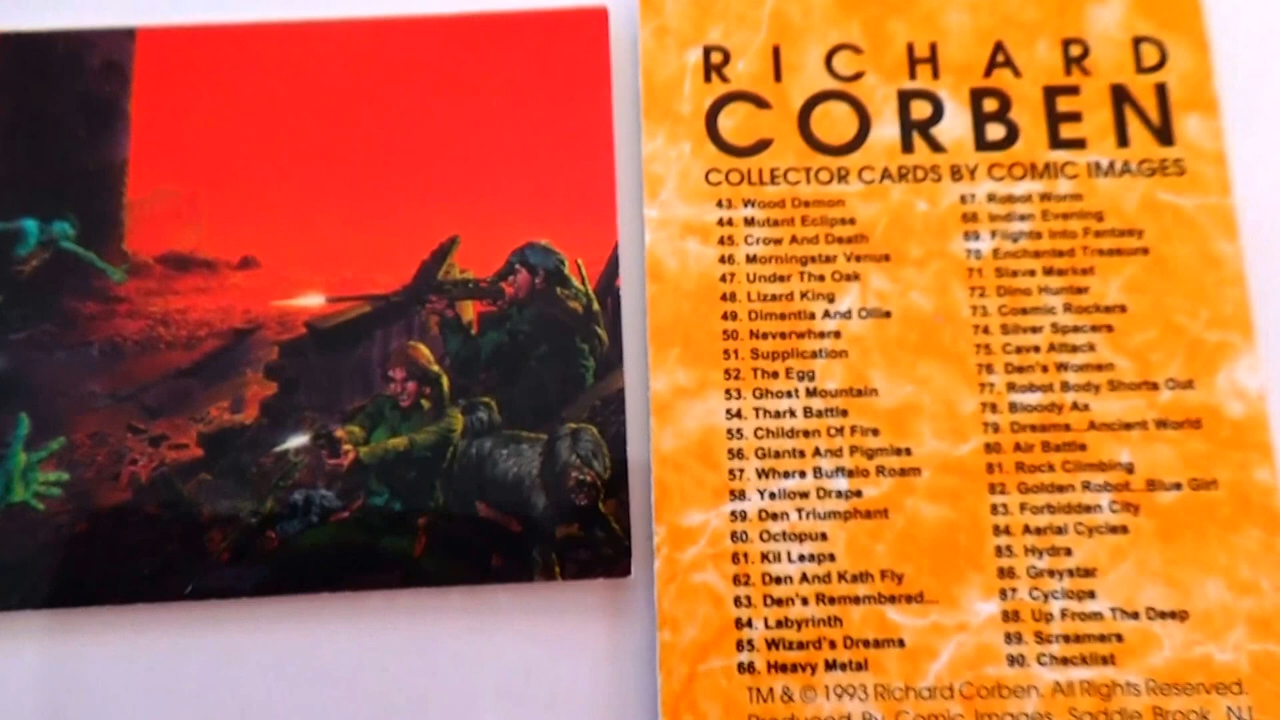 RICHARD
CORBEN
COLLECTOR CARDS BY COMIC IMAGES
43. Wood Demon
44. Mutant Eclipse
45. Crow And Death
46. Morningstar Venus
47. Under The Oak
48. Lizard King
49. Dimentia And Ollie
50. Neverwhere
51. Supplication
52. The Egg
53. Ghost Mountain
54. Thark Battle
55. Children Of Fire
56. Giants And Pigmies
57. Where Buffalo Roam
58. Yellow Drape
59. Den Triumphant
60. Octopus
61. Kil Leaps
62. Den And Kath Fly
63. Den's Remembered...
64. Labyrinth
65. Wizard's Dreams
66. Heavy Metal
67. Robot Worm
68. Indian Evening
69. Flights Into Fantasy
70. Enchanted Treasure
71. Slave Market
72. Dino Hunter
73. Cosmic Rockers
74. Silver Spacers
75. Cave Attack
76. Den's Women
77. Robot Body Shorts Out
78. Bloody Ax
79. Dreams...Ancient World
80. Air Battle
81. Rock Climbing
82. Golden Robot...Blue Girl
83. Forbidden City
84. Aerial Cycles
85. Hydra
86. Greystar
87. Cyclops
88. Up From The Deep
89. Screamers
90. Checklist
TM & © 1993 Richard Corben. All Rights Reserved.
Produced By Comic Images, Saddle Brook, NJ